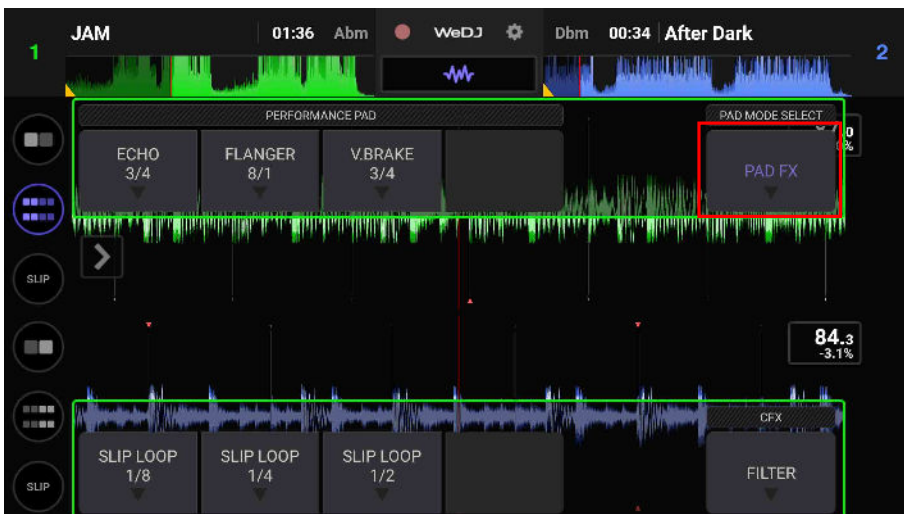 1
JAM
01:36
Abm
WeDJ
Dbm
00:34
After Dark
2
PERFORMANCE PAD
PAD MODE SELECT
ECHO
3/4
FLANGER
8/1
V.BRAKE
3/4
PAD FX
SLIP
84.3
-3.1%
CFX
SLIP LOOP
1/8
SLIP LOOP
1/4
SLIP LOOP
1/2
FILTER
SLIP